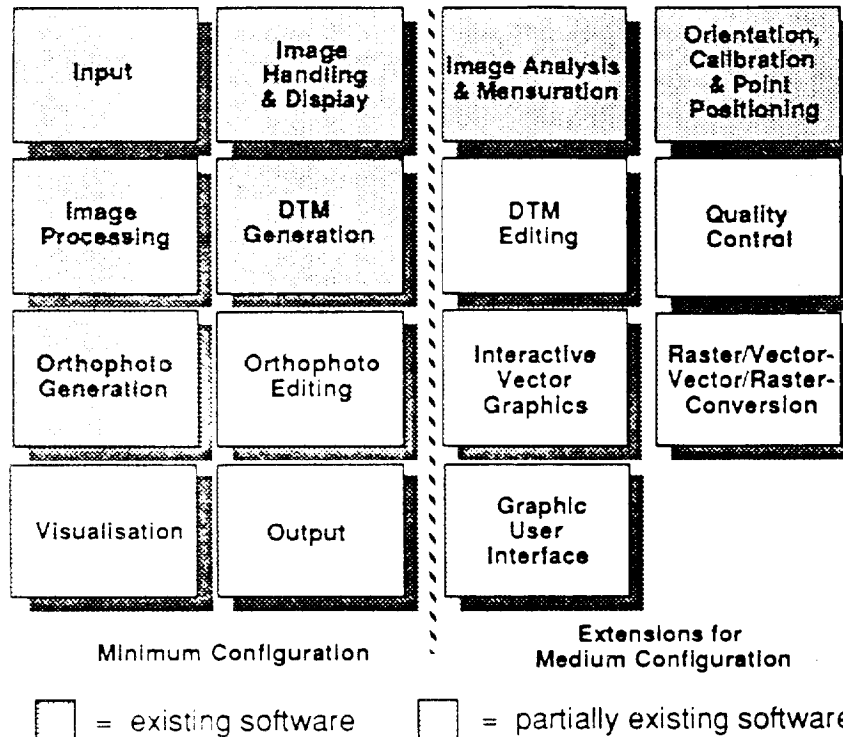 Input
Image
Handling
& Display
Image Analysis
& Mensuration
Orientation,
Calibration
& Point
Positioning
Image
Processing
DTM
Generation
DTM
Editing
Quality
Control
Orthophoto
Generation
Orthophoto
Editing
Interactive
Vector
Graphics
Raster/Vector-
Vector/Raster-
Conversion
Visualisation
Output
Graphic
User
Interface
Minimum Configuration
Extensions for
Medium Configuration
= existing software
= partially existing software